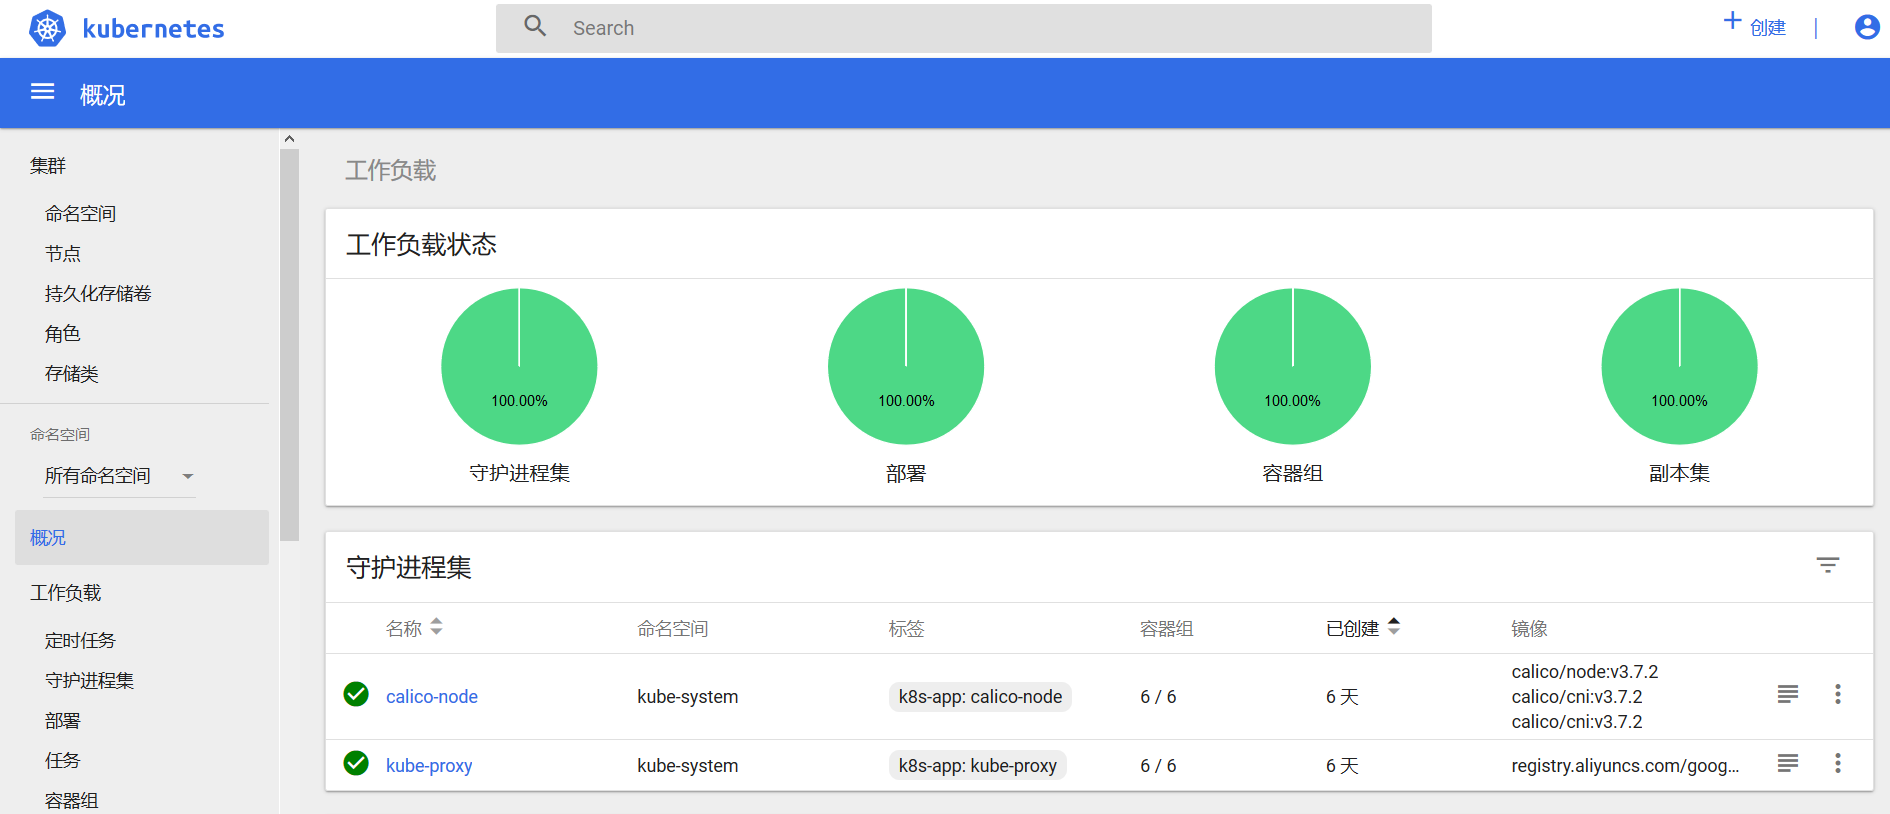 kubernetes
Search
+ 创建 |
概况
集群
命名空间
节点
持久化存储卷
角色
存储类
命名空间
所有命名空间
概况
工作负载
定时任务
守护进程集
部署
任务
容器组
工作负载
工作负载状态
100.00%
守护进程集
100.00%
部署
100.00%
容器组
100.00%
副本集
守护进程集
名称 命名空间 标签 容器组 已创建 镜像
calico-node kube-system k8s-app: calico-node 6 / 6 6 天 calico/node:v3.7.2
calico/cni:v3.7.2
calico/cni:v3.7.2
kube-proxy kube-system k8s-app: kube-proxy 6 / 6 6 天 registry.aliyuncs.com/goog...